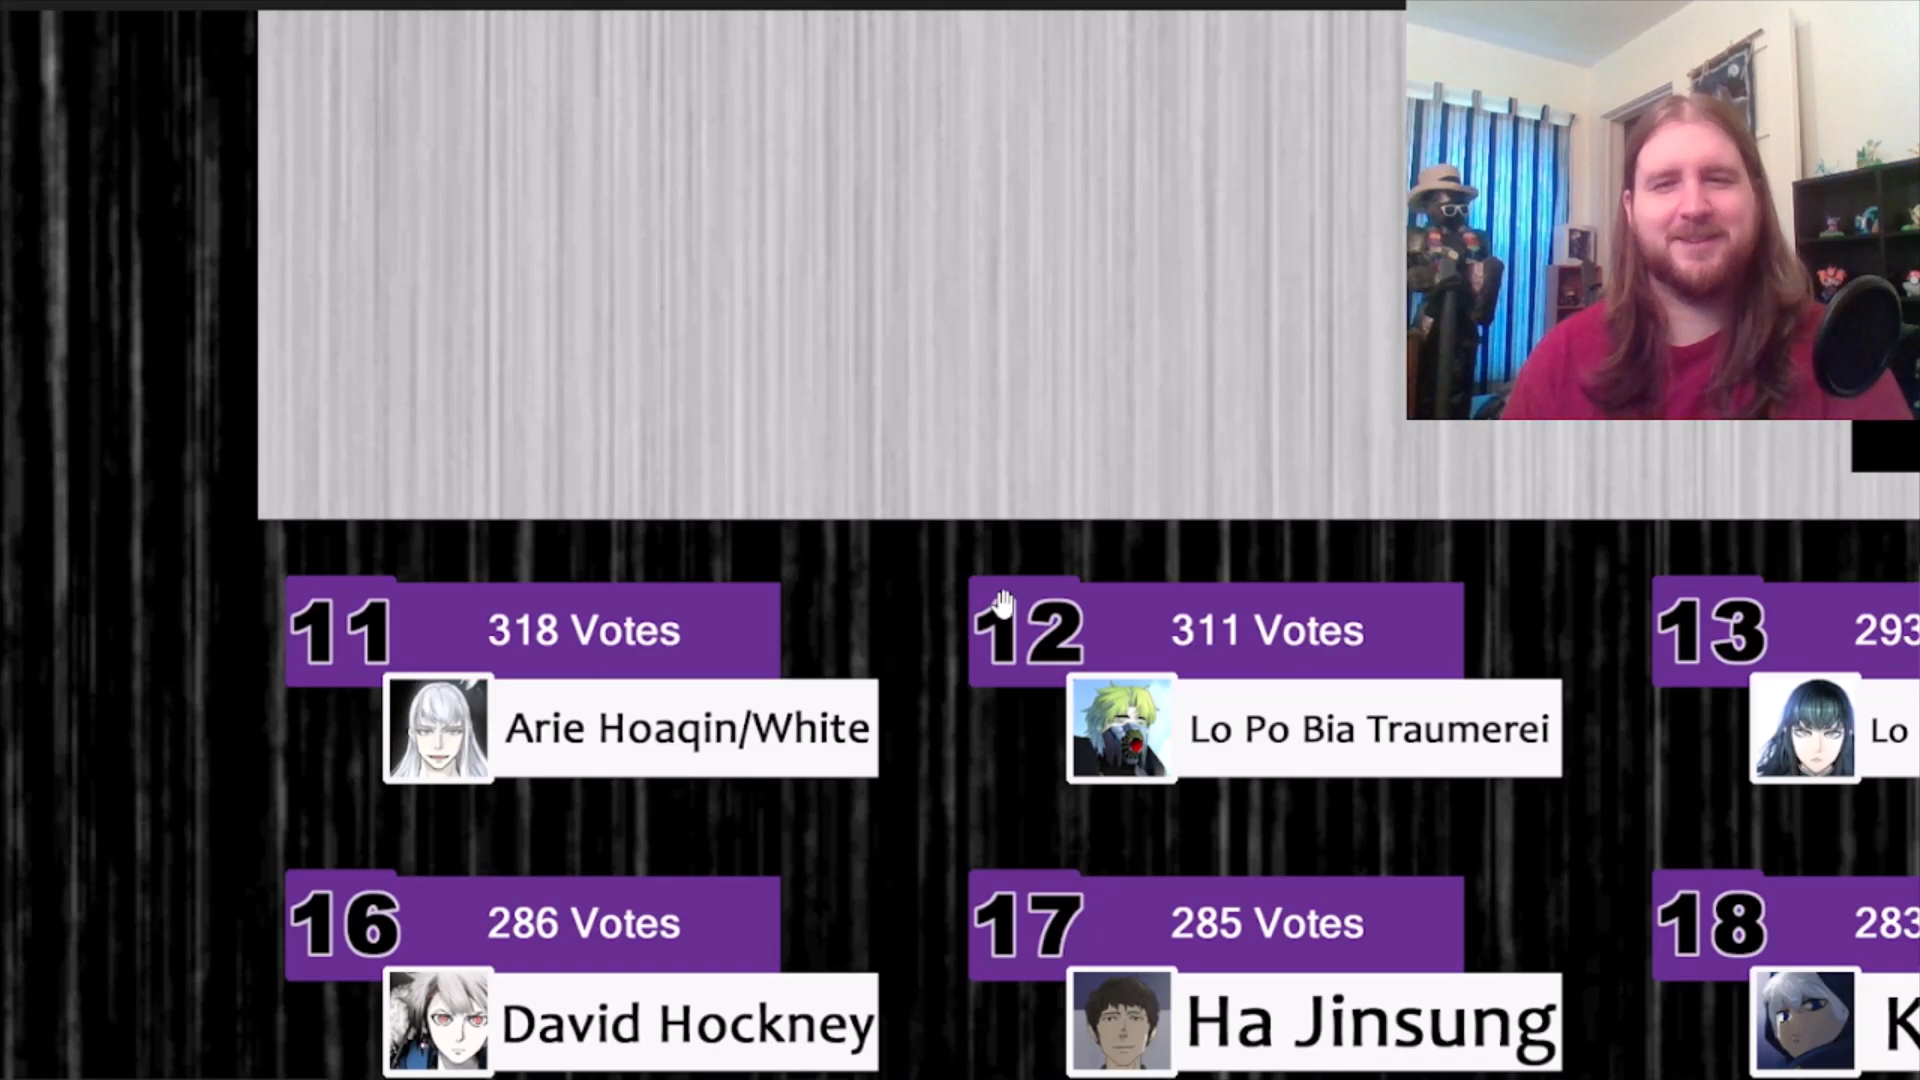 11
318 Votes
Arie Hoaqin/White
12
311 Votes
Lo Po Bia Traumerei
13
293
Lo
16
286 Votes
David Hockney
17
285 Votes
Ha Jinsung
18
283
K